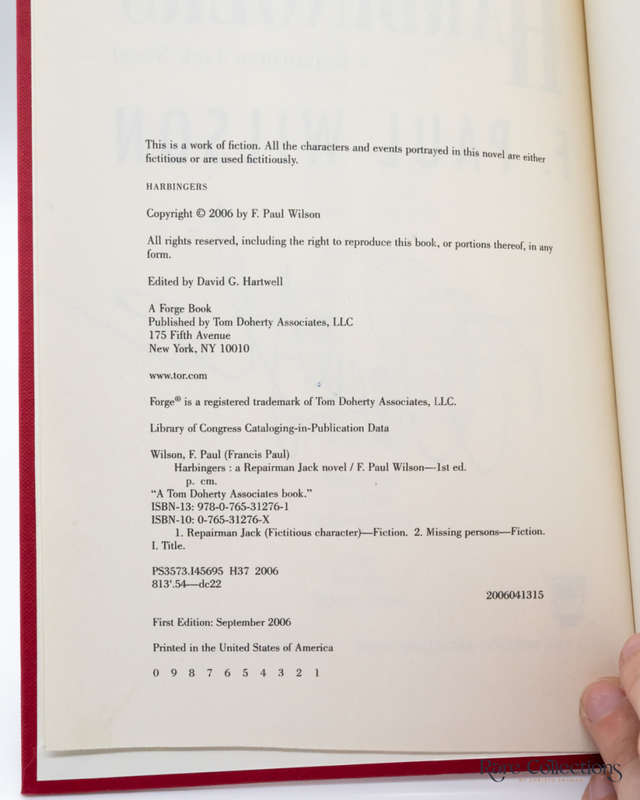 This is a work of fiction. All the characters and events portrayed in this novel are either
fictitious or are used fictitiously.
HARBINGERS
Copyright © 2006 by F. Paul Wilson
All rights reserved, including the right to reproduce this book, or portions thereof, in any
form.
Edited by David G. Hartwell
A Forge Book
Published by Tom Doherty Associates, LLC
175 Fifth Avenue
New York, NY 10010
www.tor.com
Forge® is a registered trademark of Tom Doherty Associates, LLC.
Library of Congress Cataloging-in-Publication Data
Wilson, F. Paul (Francis Paul)
Harbingers : a Repairman Jack novel / F. Paul Wilson—1st ed.
p. cm.
"A Tom Doherty Associates book."
ISBN-13: 978-0-765-31276-1
ISBN-10: 0-765-31276-X
1. Repairman Jack (Fictitious character)—Fiction. 2. Missing persons—Fiction.
I. Title.
PS3573.I45695 H37 2006
813'.54—dc22
2006041315
First Edition: September 2006
Printed in the United States of America
0 9 8 7 6 5 4 3 2 1
Rare Collections